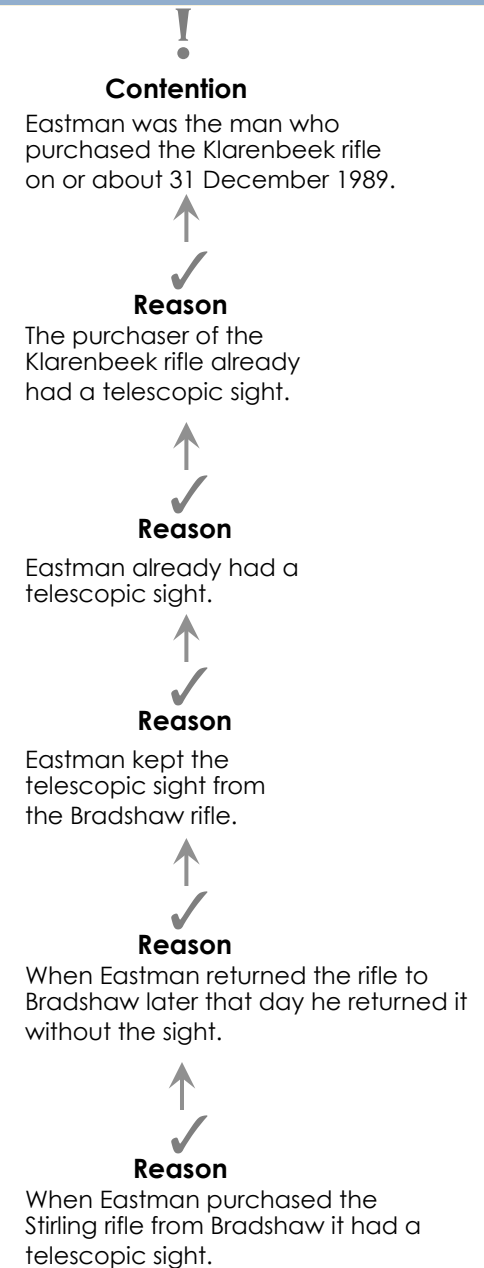 !
Contention
Eastman was the man who
purchased the Klarenbeek rifle
on or about 31 December 1989.
Reason
The purchaser of the
Klarenbeek rifle already
had a telescopic sight.
Reason
Eastman already had a
telescopic sight.
Reason
Eastman kept the
telescopic sight from
the Bradshaw rifle.
Reason
When Eastman returned the rifle to
Bradshaw later that day he returned it
without the sight.
Reason
When Eastman purchased the
Stirling rifle from Bradshaw it had a
telescopic sight.